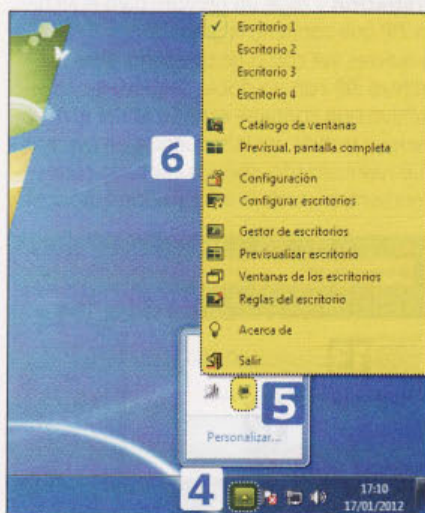 Escritorio 1
Escritorio 2
Escritorio 3
Escritorio 4
Catálogo de ventanas
6
Previsual. pantalla completa
Configuración
Configurar escritorios
Gestor de escritorios
Previsualizar escritorio
Ventanas de los escritorios
Reglas del escritorio
Acerca de
Salir
5
Personalizar...
4
17:10
17/01/2012